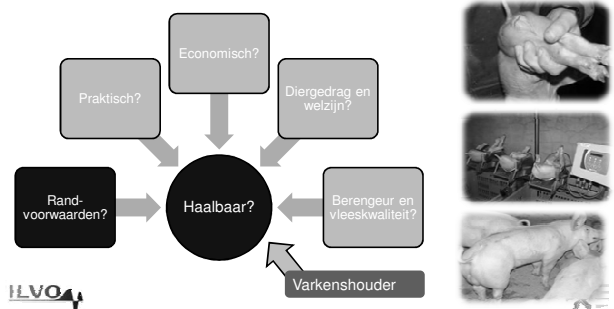 Economisch?
Praktisch?
Diergedrag en
welzijn?
Rand-
voorwaarden?
Haalbaar?
Berengeur en
vleeskwaliteit?
Varkenshouder
ILVO